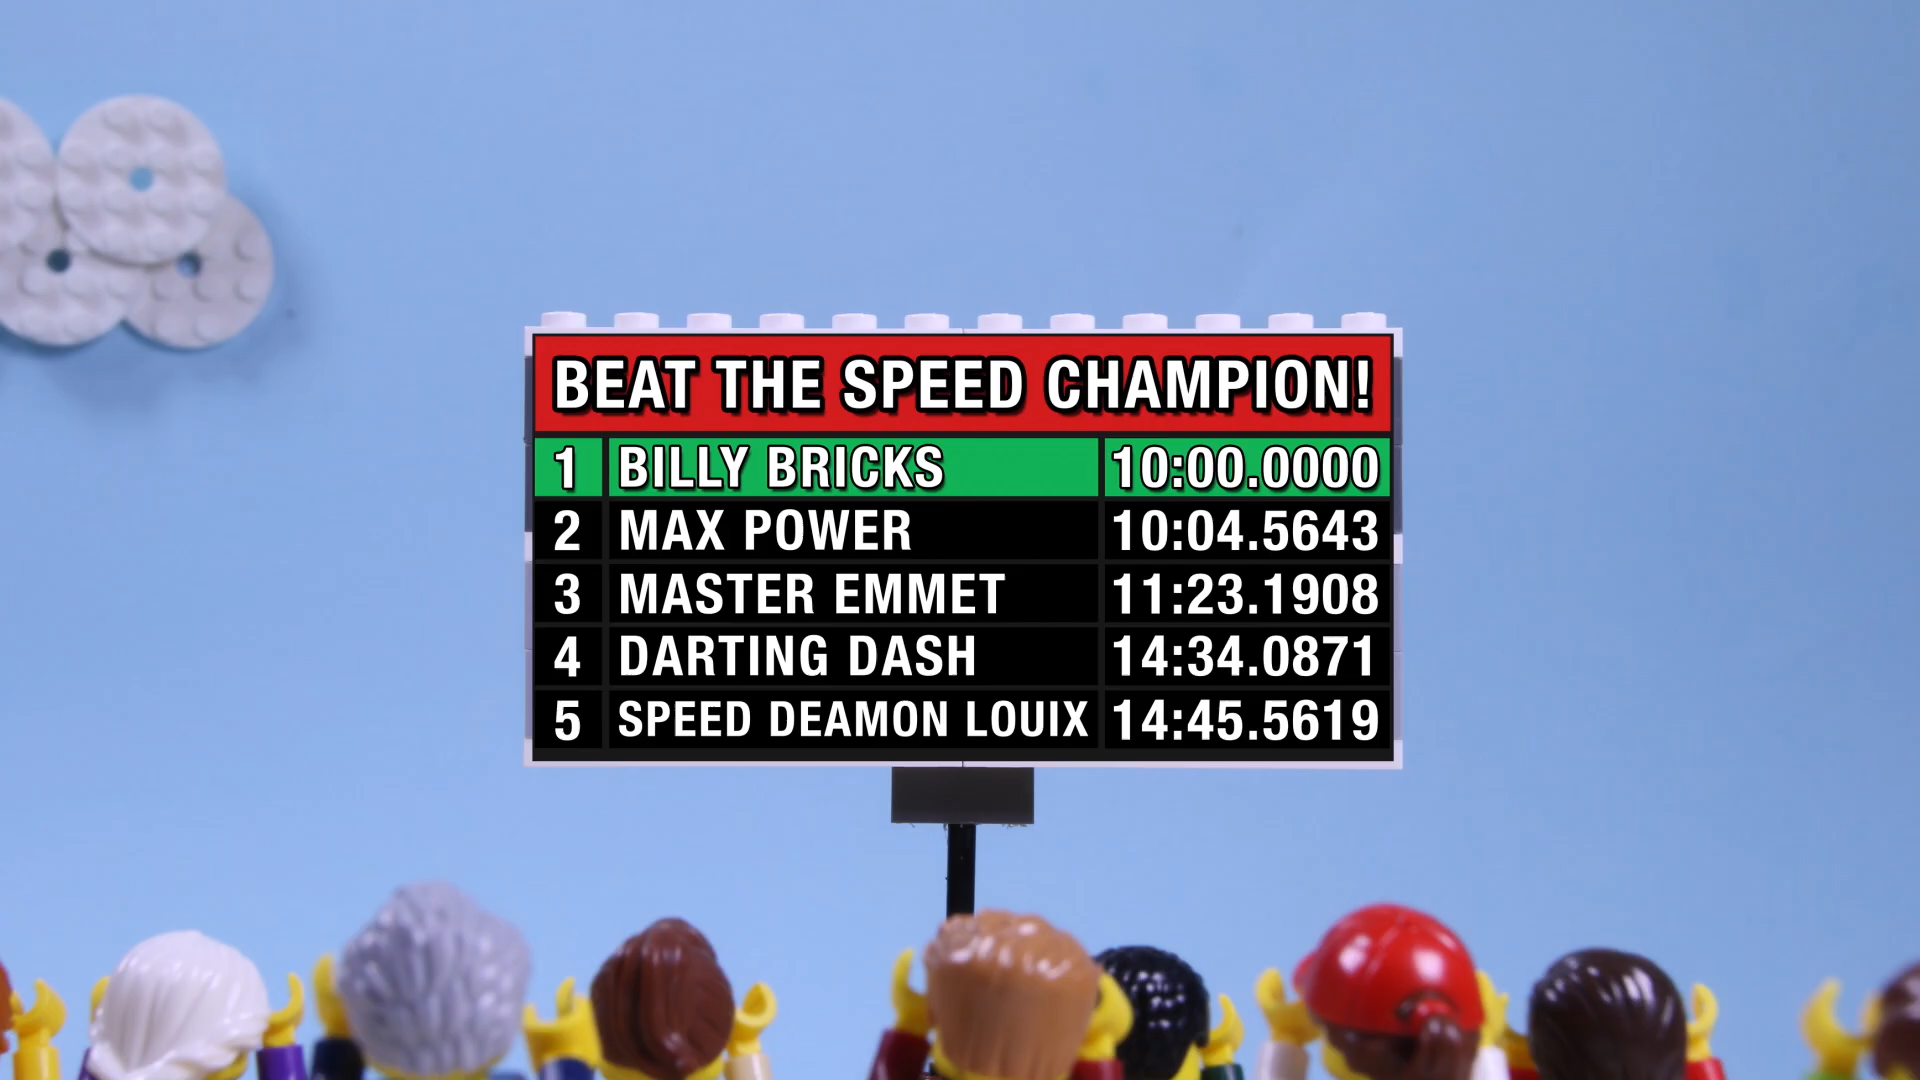 BEAT THE SPEED CHAMPION!
1 BILLY BRICKS 10:00.0000
2 MAX POWER 10:04.5643
3 MASTER EMMET 11:23.1908
4 DARTING DASH 14:34.0871
5 SPEED DEAMON LOUIX 14:45.5619